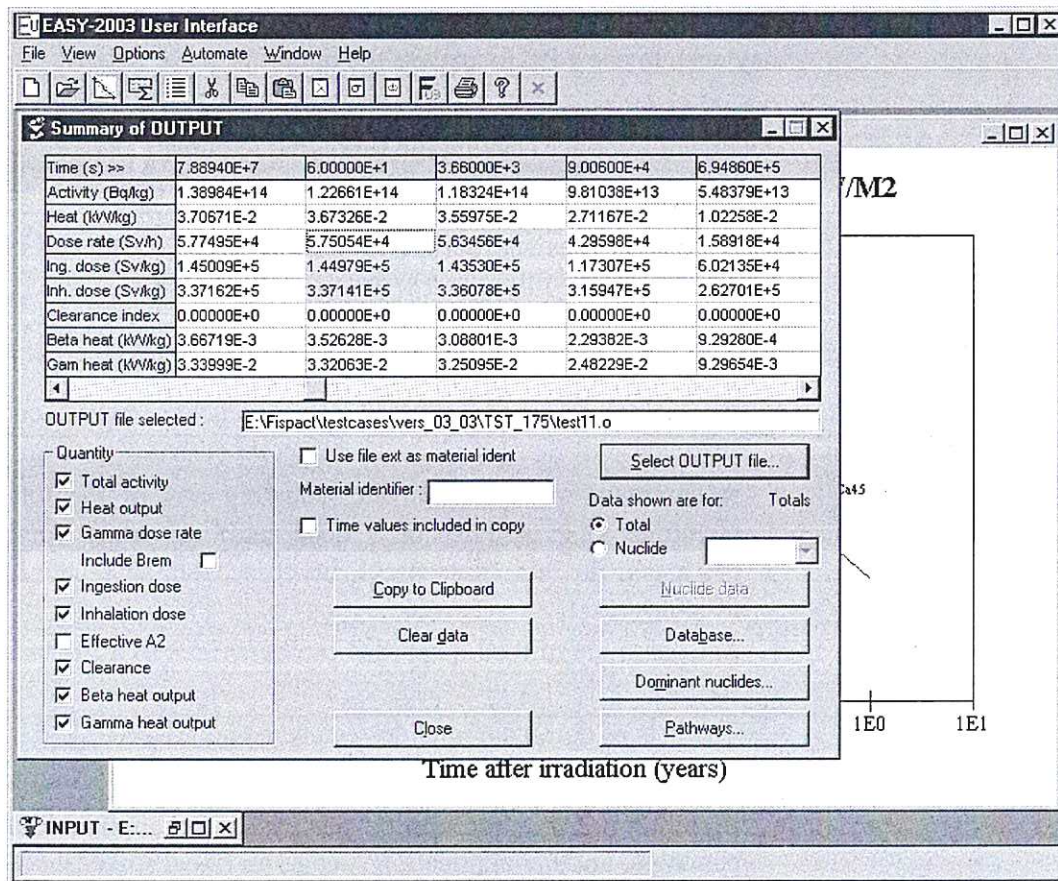 EASY-2003 User Interface
File View Options Automate Window Help
Summary of OUTPUT
Time (s) >> 7.88940E+7 6.00000E+1 3.66000E+3 9.00600E+4 6.94860E+5
Activity (Bq/kg) 1.38984E+14 1.22661E+14 1.18324E+14 9.81038E+13 5.48379E+13
Heat (kW/kg) 3.70671E-2 3.67326E-2 3.55975E-2 2.71167E-2 1.02258E-2
Dose rate (Sv/h) 5.77495E+4 5.75054E+4 5.63456E+4 4.29598E+4 1.58918E+4
Ing. dose (Sv/kg) 1.45009E+5 1.44979E+5 1.43530E+5 1.17307E+5 6.02135E+4
Inh. dose (Sv/kg) 3.37162E+5 3.37141E+5 3.36078E+5 3.15947E+5 2.62701E+5
Clearance index 0.00000E+0 0.00000E+0 0.00000E+0 0.00000E+0 0.00000E+0
Beta heat (kW/kg) 3.66719E-3 3.52628E-3 3.08801E-3 2.29382E-3 9.29280E-4
Gam heat (kW/kg) 3.33999E-2 3.32063E-2 3.25095E-2 2.48229E-2 9.29654E-3
/M2
OUTPUT file selected : E:\Fispact\testcases\vers_03_03\TST_175\test11.o
Quantity
Total activity
Heat output
Gamma dose rate
Include Brem
Ingestion dose
Inhalation dose
Effective A2
Clearance
Beta heat output
Gamma heat output
Use file ext as material ident
Material identifier :
Time values included in copy
Copy to Clipboard
Clear data
Close
Select OUTPUT file...
Data shown are for: Totals
Total
Nuclide
Nuclide data
Database...
Dominant nuclides...
Pathways...
Ca45
1E0 1E1
Time after irradiation (years)
INPUT - E:...